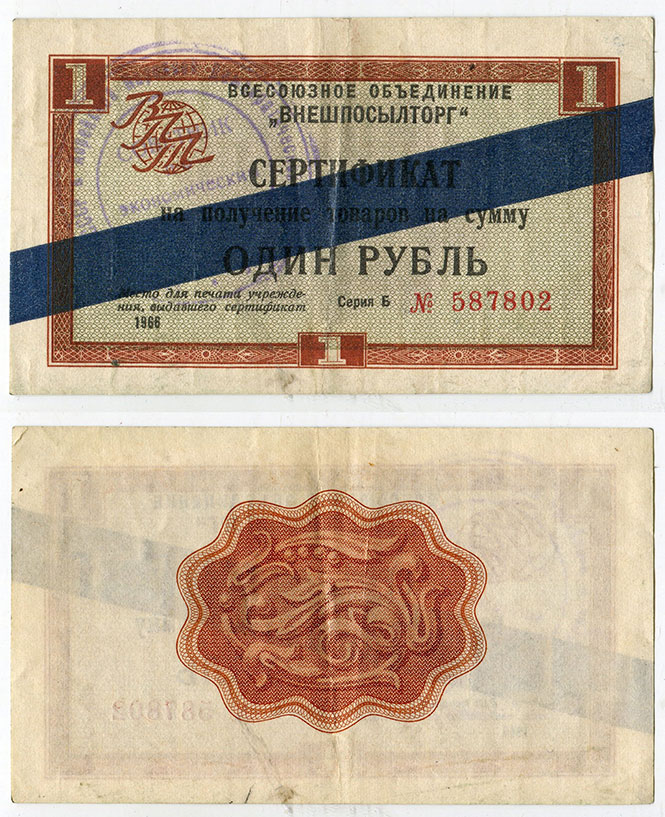 1
1
ВСЕСОЮЗНОЕ ОБЪЕДИНЕНИЕ
„ВНЕШПОСЫЛТОРГ“
ВПТ
СЕРТИФИКАТ
на получение товаров на сумму
ОДИН РУБЛЬ
Место для печати учрежде-
ния, выдавшего сертификат
1966
Серия Б № 587802
1